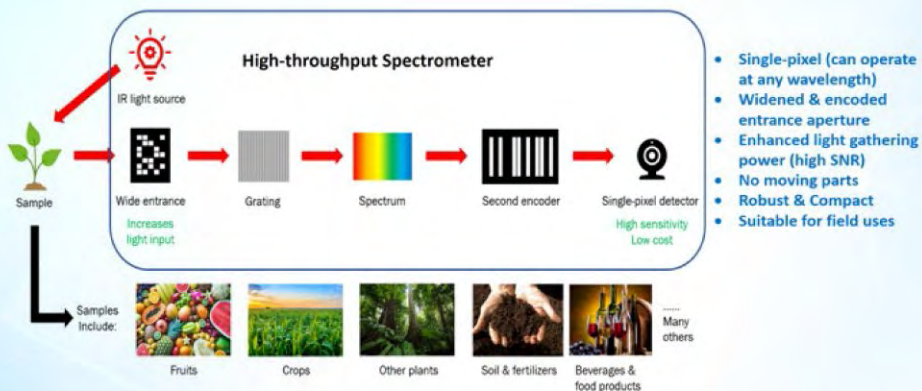 High-throughput Spectrometer
IR light source
Sample
Wide entrance
Grating
Spectrum
Second encoder
Single-pixel detector
Increases
light input
High sensitivity
Low cost
• Single-pixel (can operate
at any wavelength)
• Widened & encoded
entrance aperture
• Enhanced light gathering
power (high SNR)
• No moving parts
• Robust & Compact
• Suitable for field uses
Samples
Include:
Fruits
Crops
Other plants
Soil & fertilizers
Beverages &
food products
......
Many
others